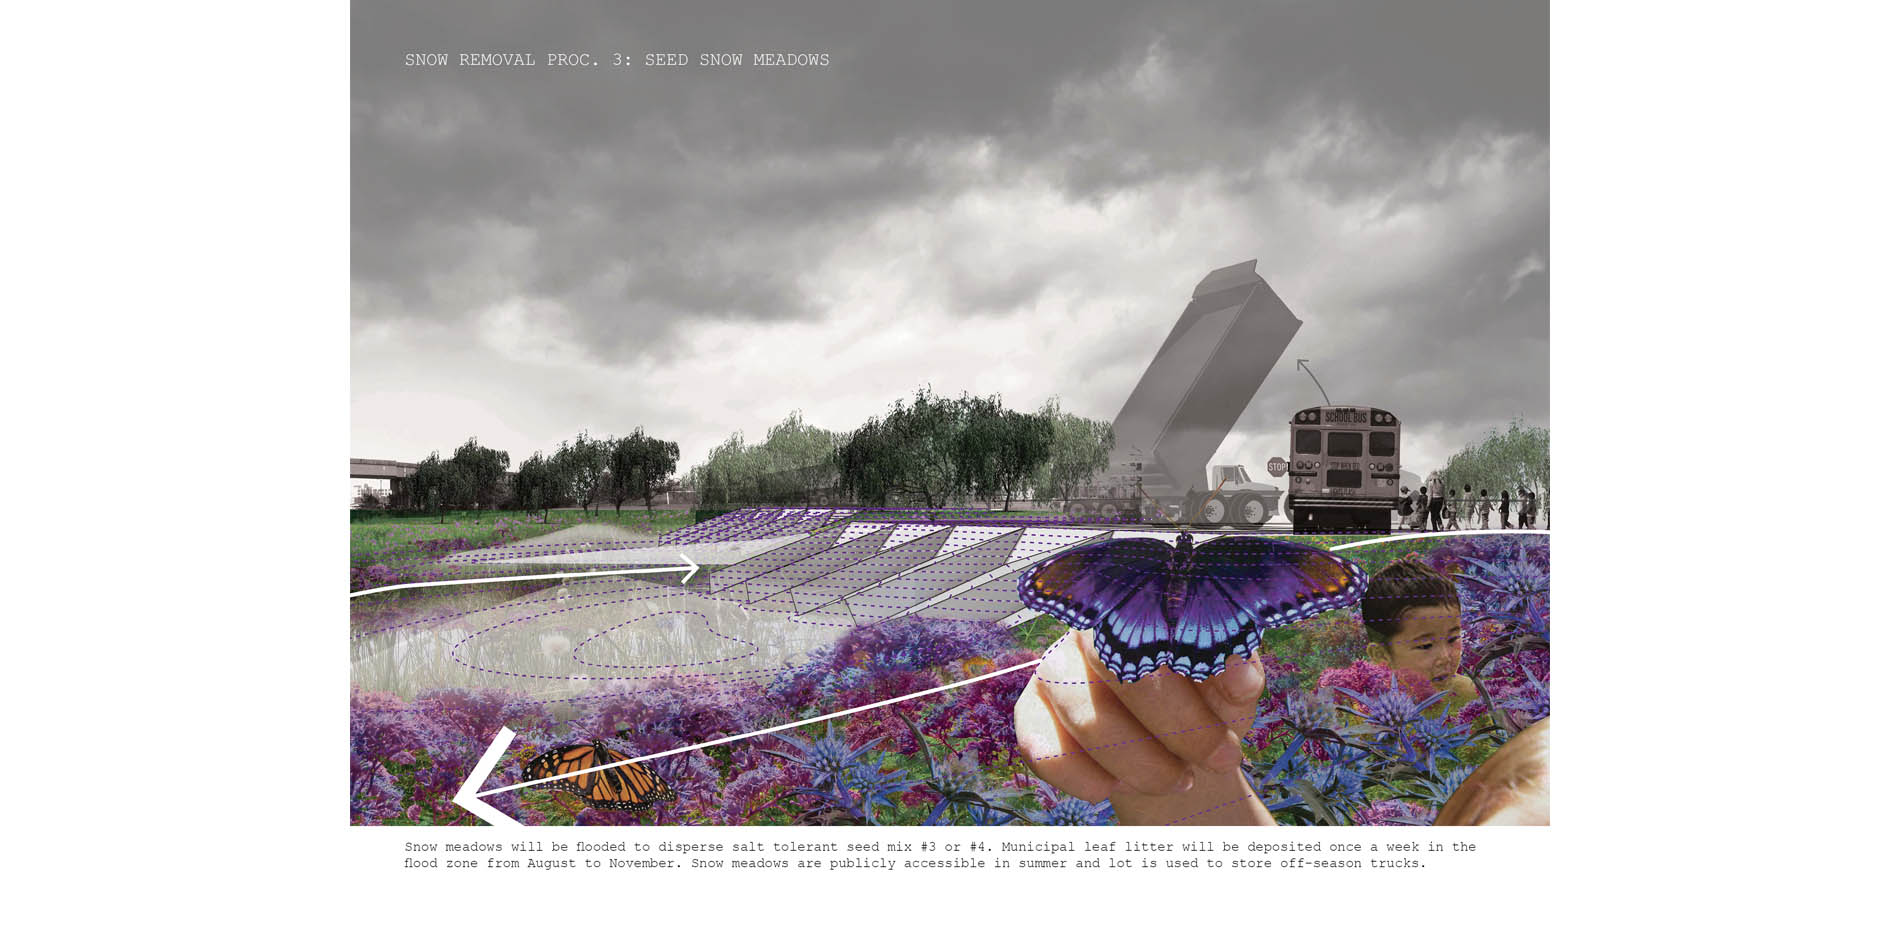 SNOW REMOVAL PROC. 3: SEED SNOW MEADOWS
SCHOOL BUS
STOP
Snow meadows will be flooded to disperse salt tolerant seed mix #3 or #4. Municipal leaf litter will be deposited once a week in the
flood zone from August to November. Snow meadows are publicly accessible in summer and lot is used to store off-season trucks.